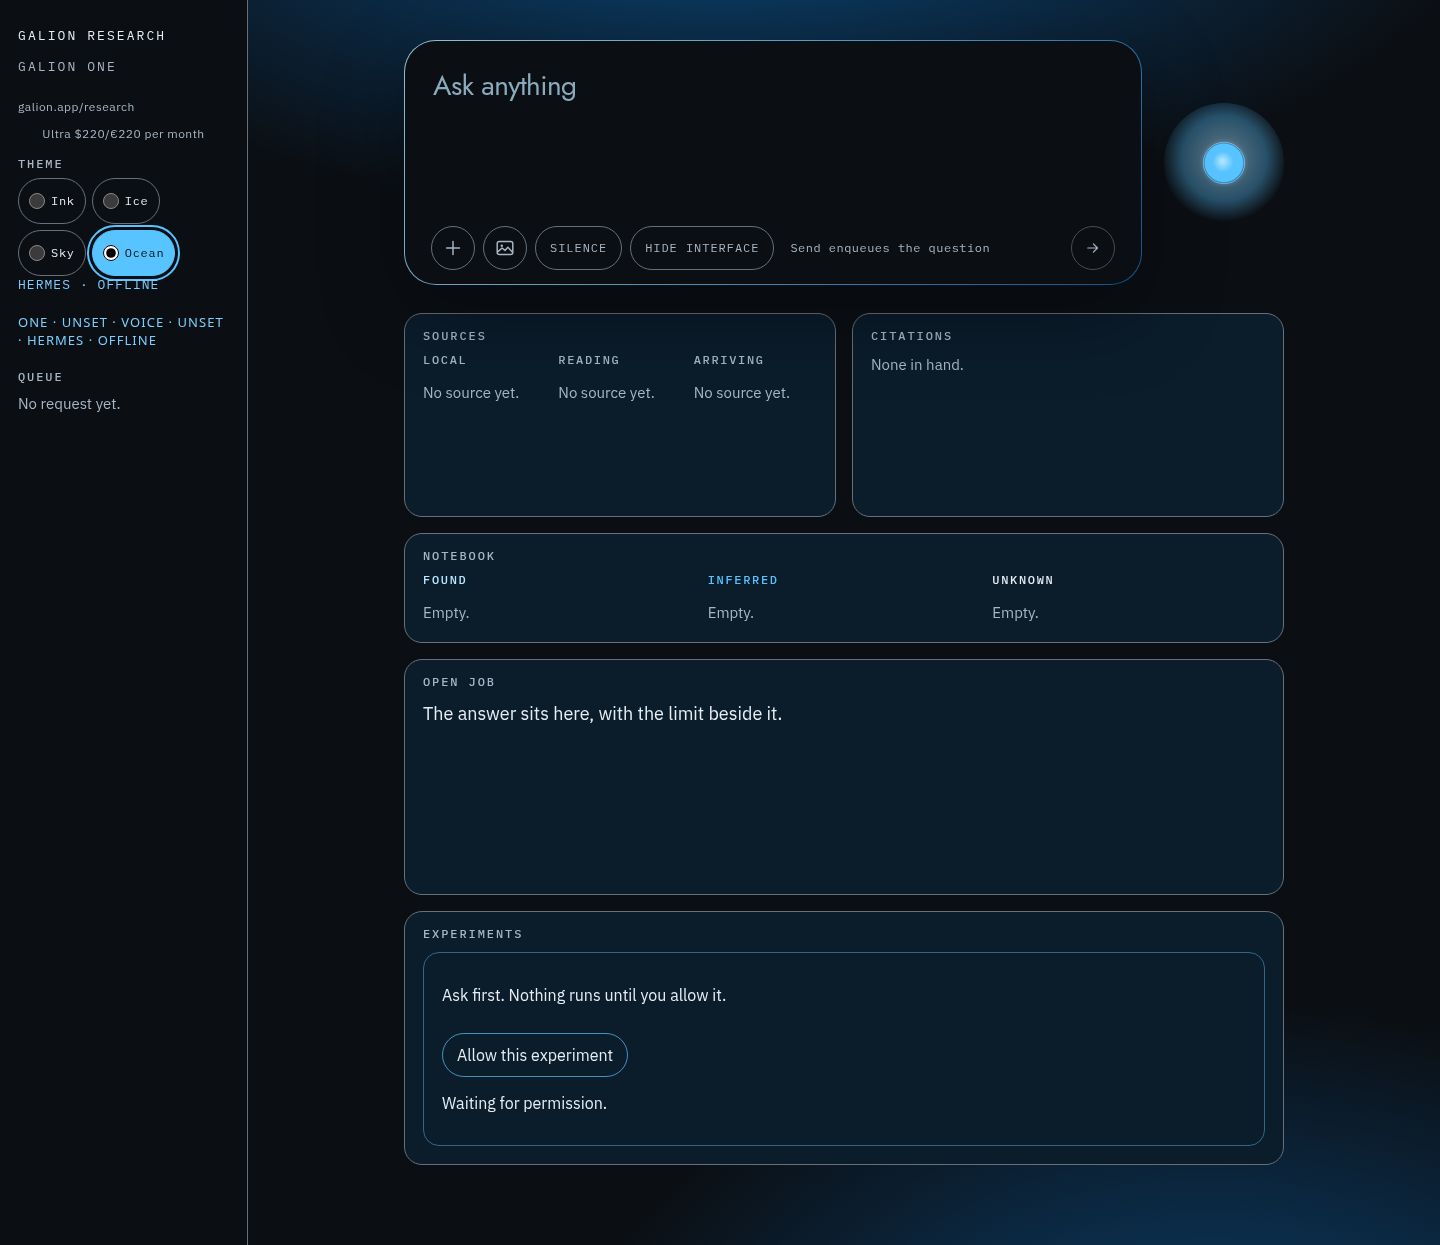 GALION RESEARCH
GALION ONE
galion.app/research
Ultra $220/€220 per month
THEME
Ink
Ice
Sky
Ocean
HERMES · OFFLINE
ONE · UNSET · VOICE · UNSET
· HERMES · OFFLINE
QUEUE
No request yet.
Ask anything
SILENCE
HIDE INTERFACE
Send enqueues the question
SOURCES
LOCAL
READING
ARRIVING
No source yet.
No source yet.
No source yet.
CITATIONS
None in hand.
NOTEBOOK
FOUND
INFERRED
UNKNOWN
Empty.
Empty.
Empty.
OPEN JOB
The answer sits here, with the limit beside it.
EXPERIMENTS
Ask first. Nothing runs until you allow it.
Allow this experiment
Waiting for permission.